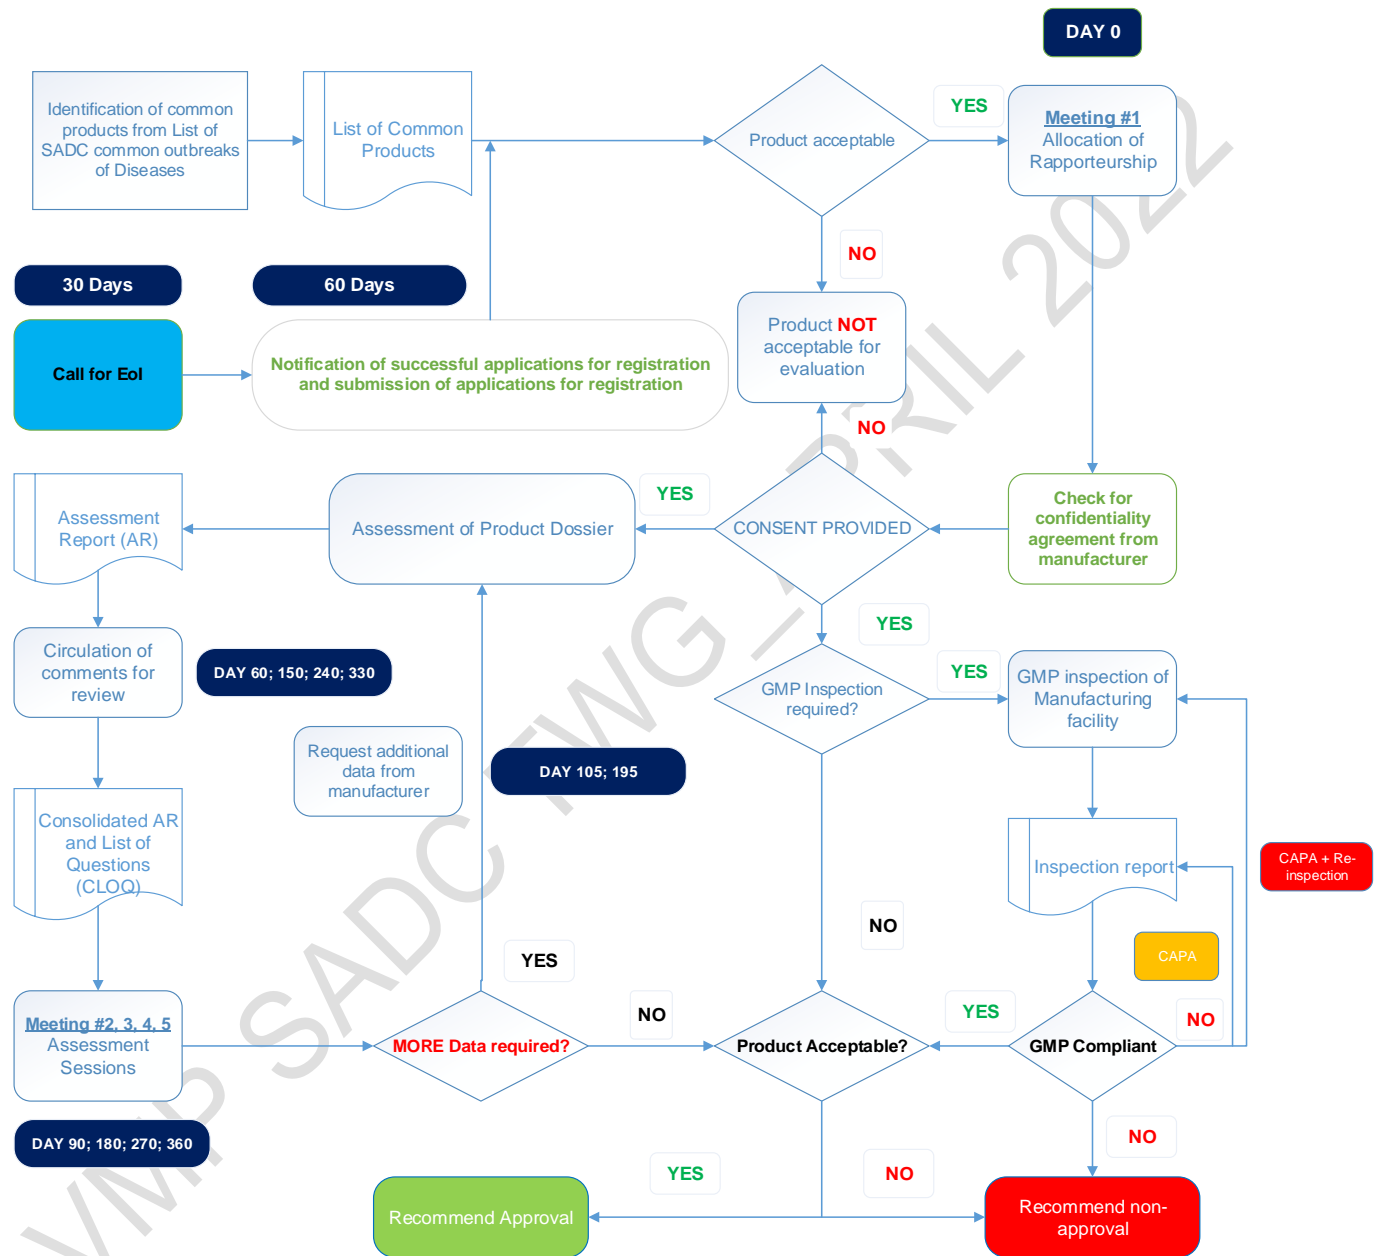 DAY 0
Identification of common
products from List of
SADC common outbreaks
of Diseases
List of Common
Products
Product acceptable
YES
Meeting #1
Allocation of
Rapporteurship
NO
30 Days
60 Days
Call for EoI
Notification of successful applications for registration
and submission of applications for registration
Product NOT
acceptable for
evaluation
NO
Assessment
Report (AR)
Assessment of Product Dossier
YES
CONSENT PROVIDED
Check for
confidentiality
agreement from
manufacturer
YES
Circulation of
comments for
review
DAY 60; 150; 240; 330
GMP Inspection
required?
YES
GMP inspection of
Manufacturing
facility
Request additional
data from
manufacturer
DAY 105; 195
Consolidated AR
and List of
Questions
(CLOQ)
Inspection report
CAPA + Re-
inspection
NO
CAPA
YES
Meeting #2, 3, 4, 5
Assessment
Sessions
MORE Data required?
NO
Product Acceptable?
YES
GMP Compliant
NO
DAY 90; 180; 270; 360
NO
YES
NO
Recommend Approval
Recommend non-
approval
VMP SADC TWG_APRIL 2022